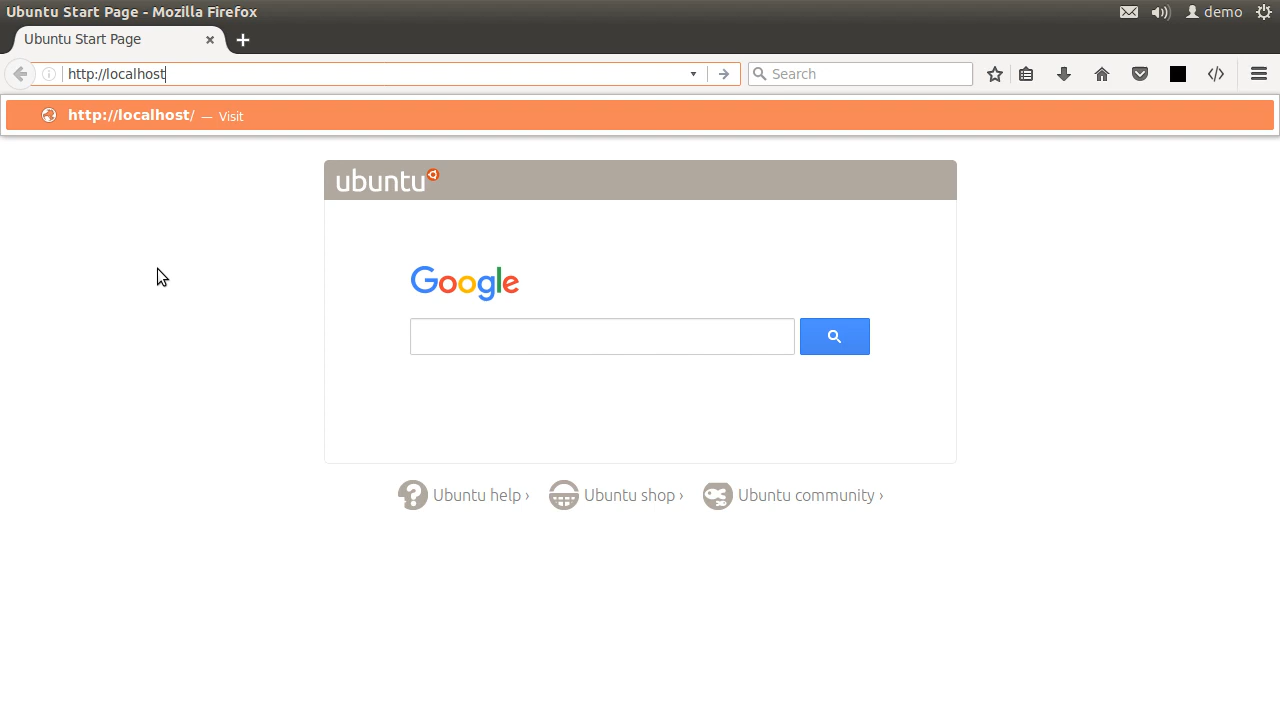 Ubuntu Start Page - Mozilla Firefox
demo
Ubuntu Start Page
http://localhost
Search
http://localhost/ — Visit
ubuntu
Google
Ubuntu help ›
Ubuntu shop ›
Ubuntu community ›